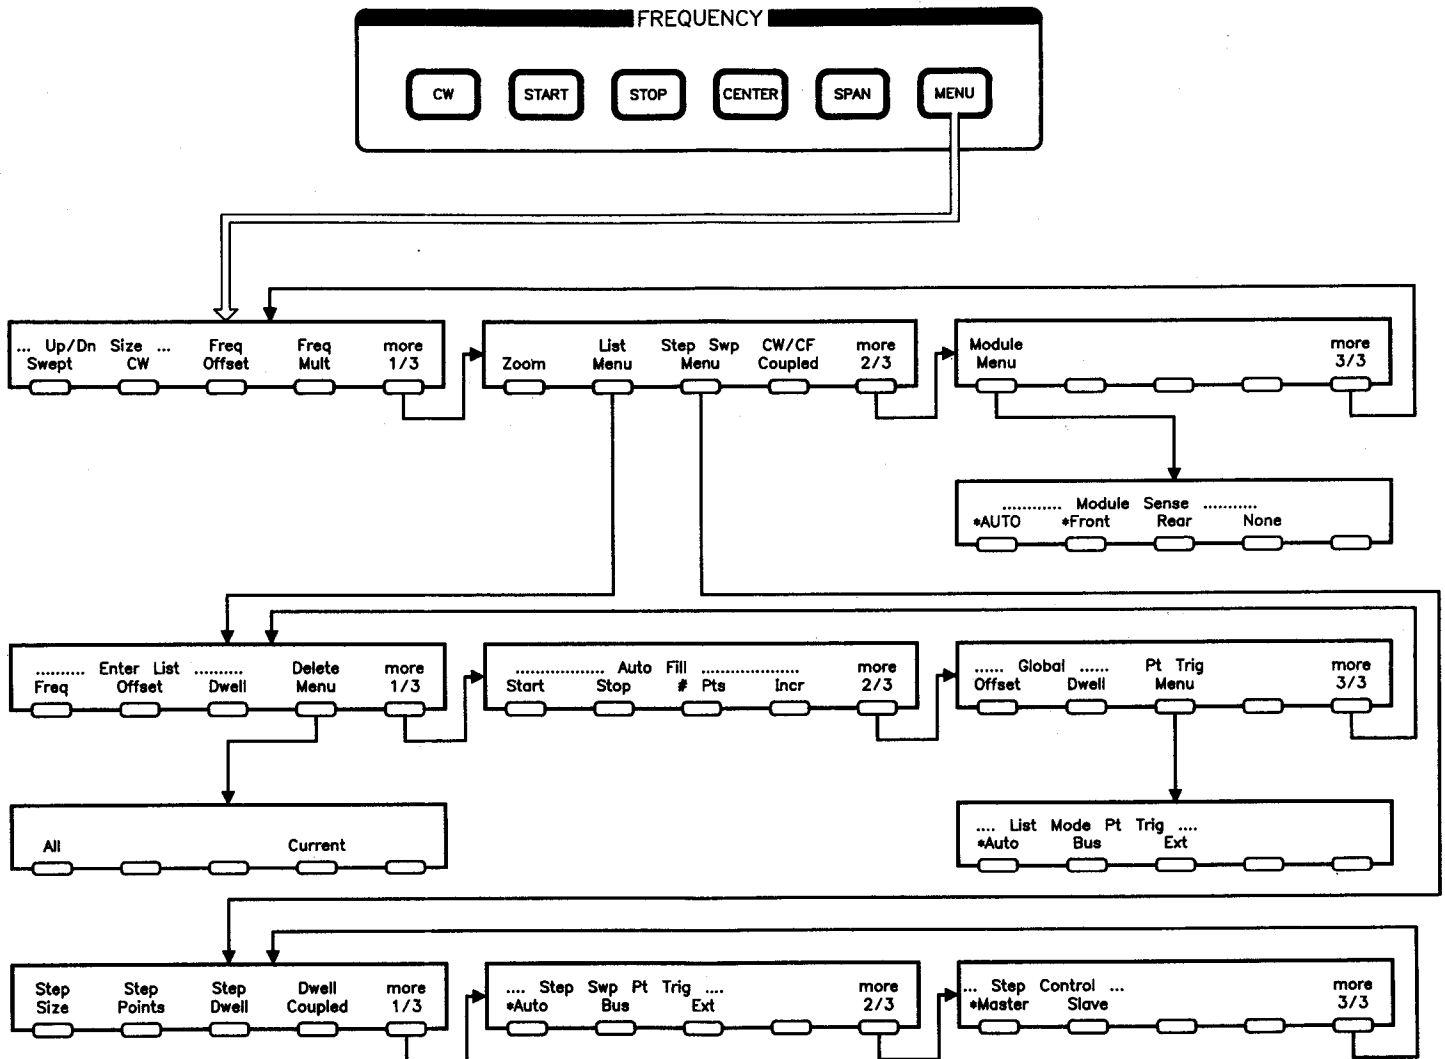 FREQUENCY
CW START STOP CENTER SPAN MENU
... Up/Dn Size ... Freq Freq more
Swept CW Offset Mult 1/3
List Step Swp CW/CF more
Zoom Menu Menu Coupled 2/3
Module more
Menu 3/3
............ Module Sense ...........
*AUTO *Front Rear None
.......... Enter List .......... Delete more
Freq Offset Dwell Menu 1/3
.................. Auto Fill .................... more
Start Stop # Pts Incr 2/3
...... Global ...... Pt Trig more
Offset Dwell Menu 3/3
All Current
.... List Mode Pt Trig ....
*Auto Bus Ext
Step Step Step Dwell more
Size Points Dwell Coupled 1/3
.... Step Swp Pt Trig .... more
*Auto Bus Ext 2/3
... Step Control ... more
*Master Slave 3/3